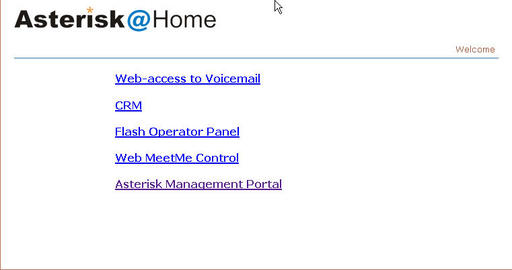 Asterisk@Home
Welcome
Web-access to Voicemail
CRM
Flash Operator Panel
Web MeetMe Control
Asterisk Management Portal